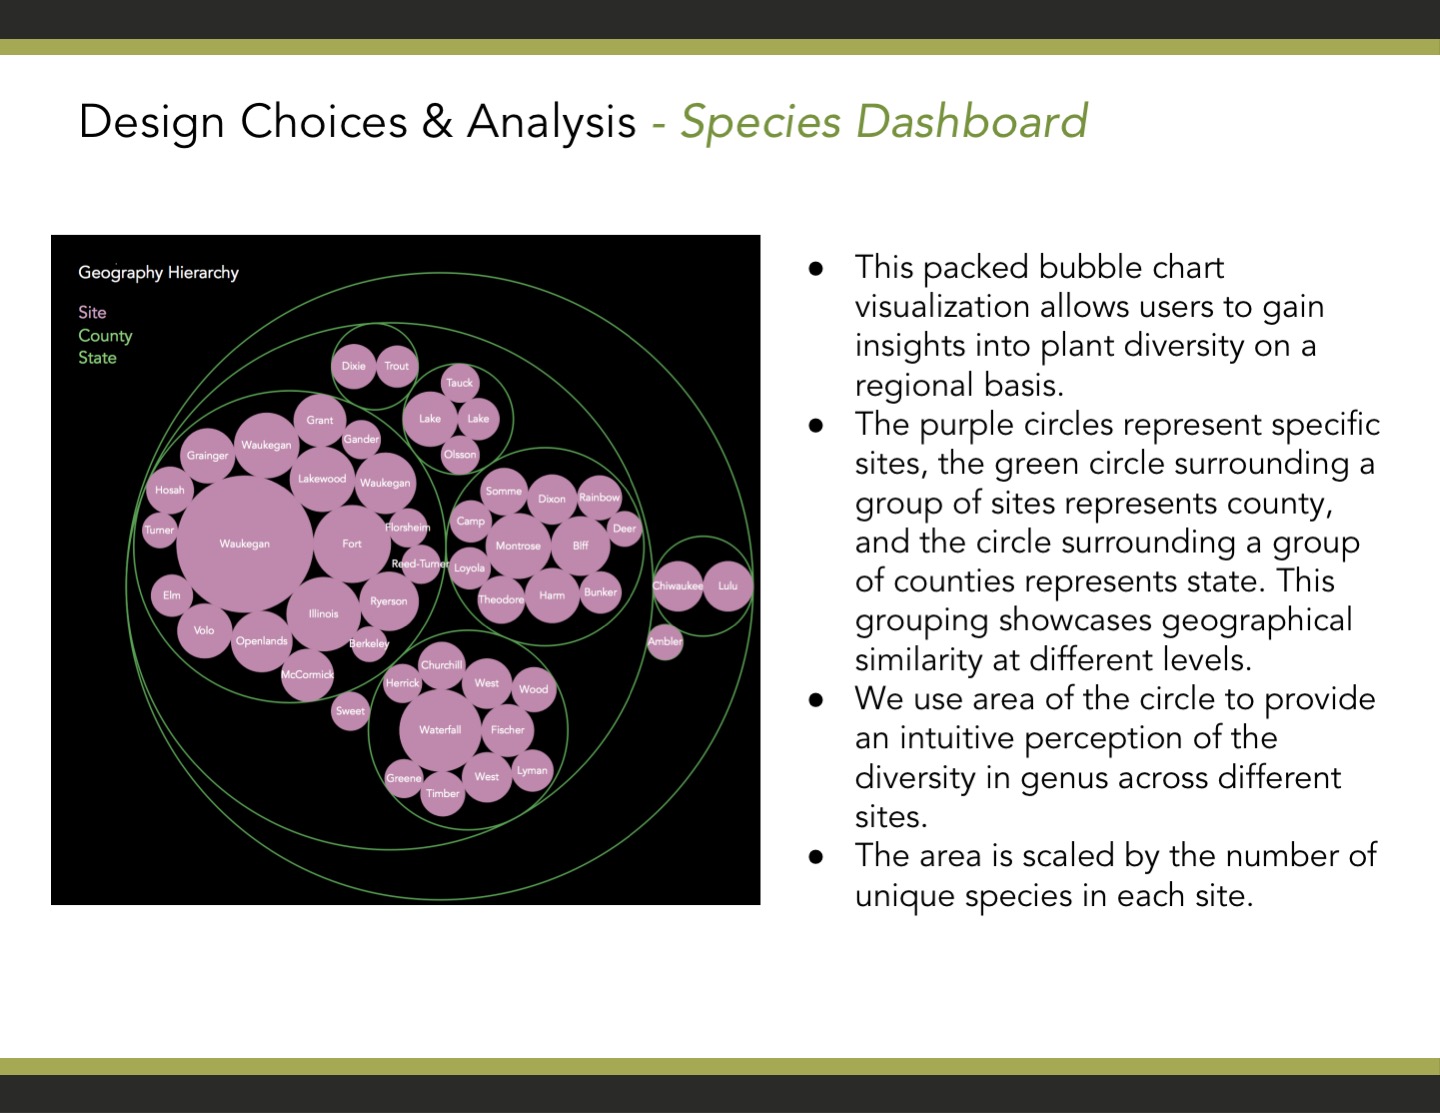 Design Choices & Analysis - Species Dashboard
Geography Hierarchy
Site
County
State
Dixie
Trout
Tauck
Lake
Lake
Olsson
Grant
Gander
Waukegan
Grainger
Lakewood
Waukegan
Hosah
Turner
Waukegan
Fort
Florsheim
Reed-Turner
Elm
Ryerson
Illinois
Volo
Openlands
Berkeley
McCormick
Sweet
Somme
Dixon
Rainbow
Camp
Deer
Montrose
Biff
Loyola
Theodore
Harm
Bunker
Chiwaukee
Lulu
Ambler
Churchill
Herrick
West
Wood
Waterfall
Fischer
Greene
West
Lyman
Timber
● This packed bubble chart
visualization allows users to gain
insights into plant diversity on a
regional basis.
● The purple circles represent specific
sites, the green circle surrounding a
group of sites represents county,
and the circle surrounding a group
of counties represents state. This
grouping showcases geographical
similarity at different levels.
● We use area of the circle to provide
an intuitive perception of the
diversity in genus across different
sites.
● The area is scaled by the number of
unique species in each site.